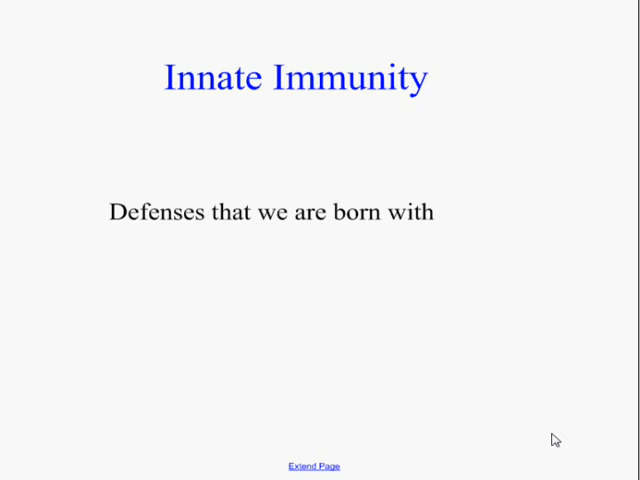 Innate Immunity
Defenses that we are born with
Extend Page